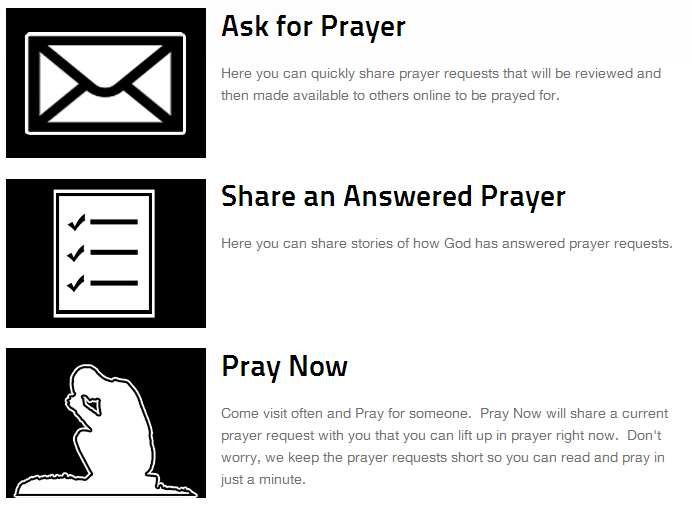 Ask for Prayer
Here you can quickly share prayer requests that will be reviewed and
then made available to others online to be prayed for.
Share an Answered Prayer
Here you can share stories of how God has answered prayer requests.
Pray Now
Come visit often and Pray for someone.  Pray Now will share a current
prayer request with you that you can lift up in prayer right now.  Don't
worry, we keep the prayer requests short so you can read and pray in
just a minute.